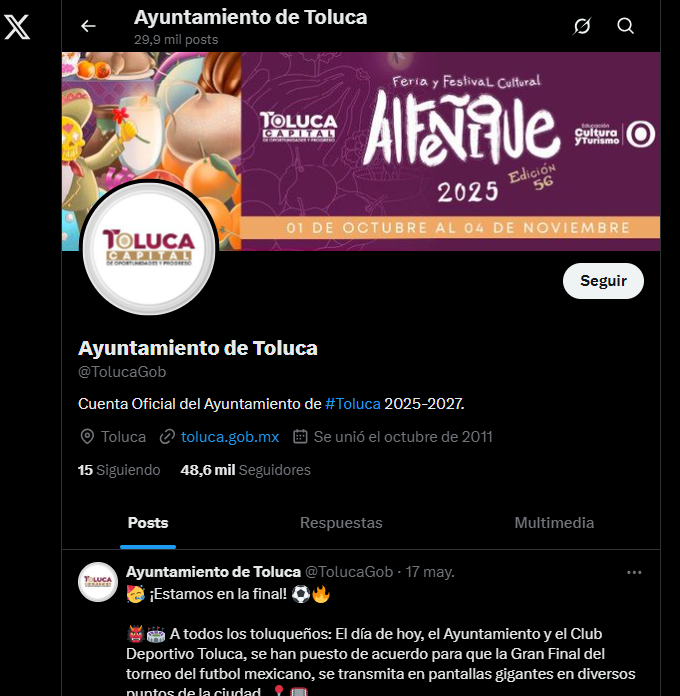 Ayuntamiento de Toluca
29,9 mil posts
Feria y Festival Cultural
TOLUCA
CAPITAL
DE OPORTUNIDADES Y PROGRESO
AlFeÑiQUe
2025
Edición
56
Educación
Cultura
y Turismo
01 DE OCTUBRE AL 04 DE NOVIEMBRE
TOLUCA
CAPITAL
DE OPORTUNIDADES Y PROGRESO
Seguir
Ayuntamiento de Toluca
@TolucaGob
Cuenta Oficial del Ayuntamiento de #Toluca 2025-2027.
Toluca toluca.gob.mx Se unió el octubre de 2011
15 Siguiendo 48,6 mil Seguidores
Posts Respuestas Multimedia
Ayuntamiento de Toluca @TolucaGob · 17 may.
🥳 ¡Estamos en la final! ⚽🔥
👹🏟️ A todos los toluqueños: El día de hoy, el Ayuntamiento y el Club
Deportivo Toluca, se han puesto de acuerdo para que la Gran Final del
torneo del futbol mexicano, se transmita en pantallas gigantes en diversos
puntos de la ciudad.